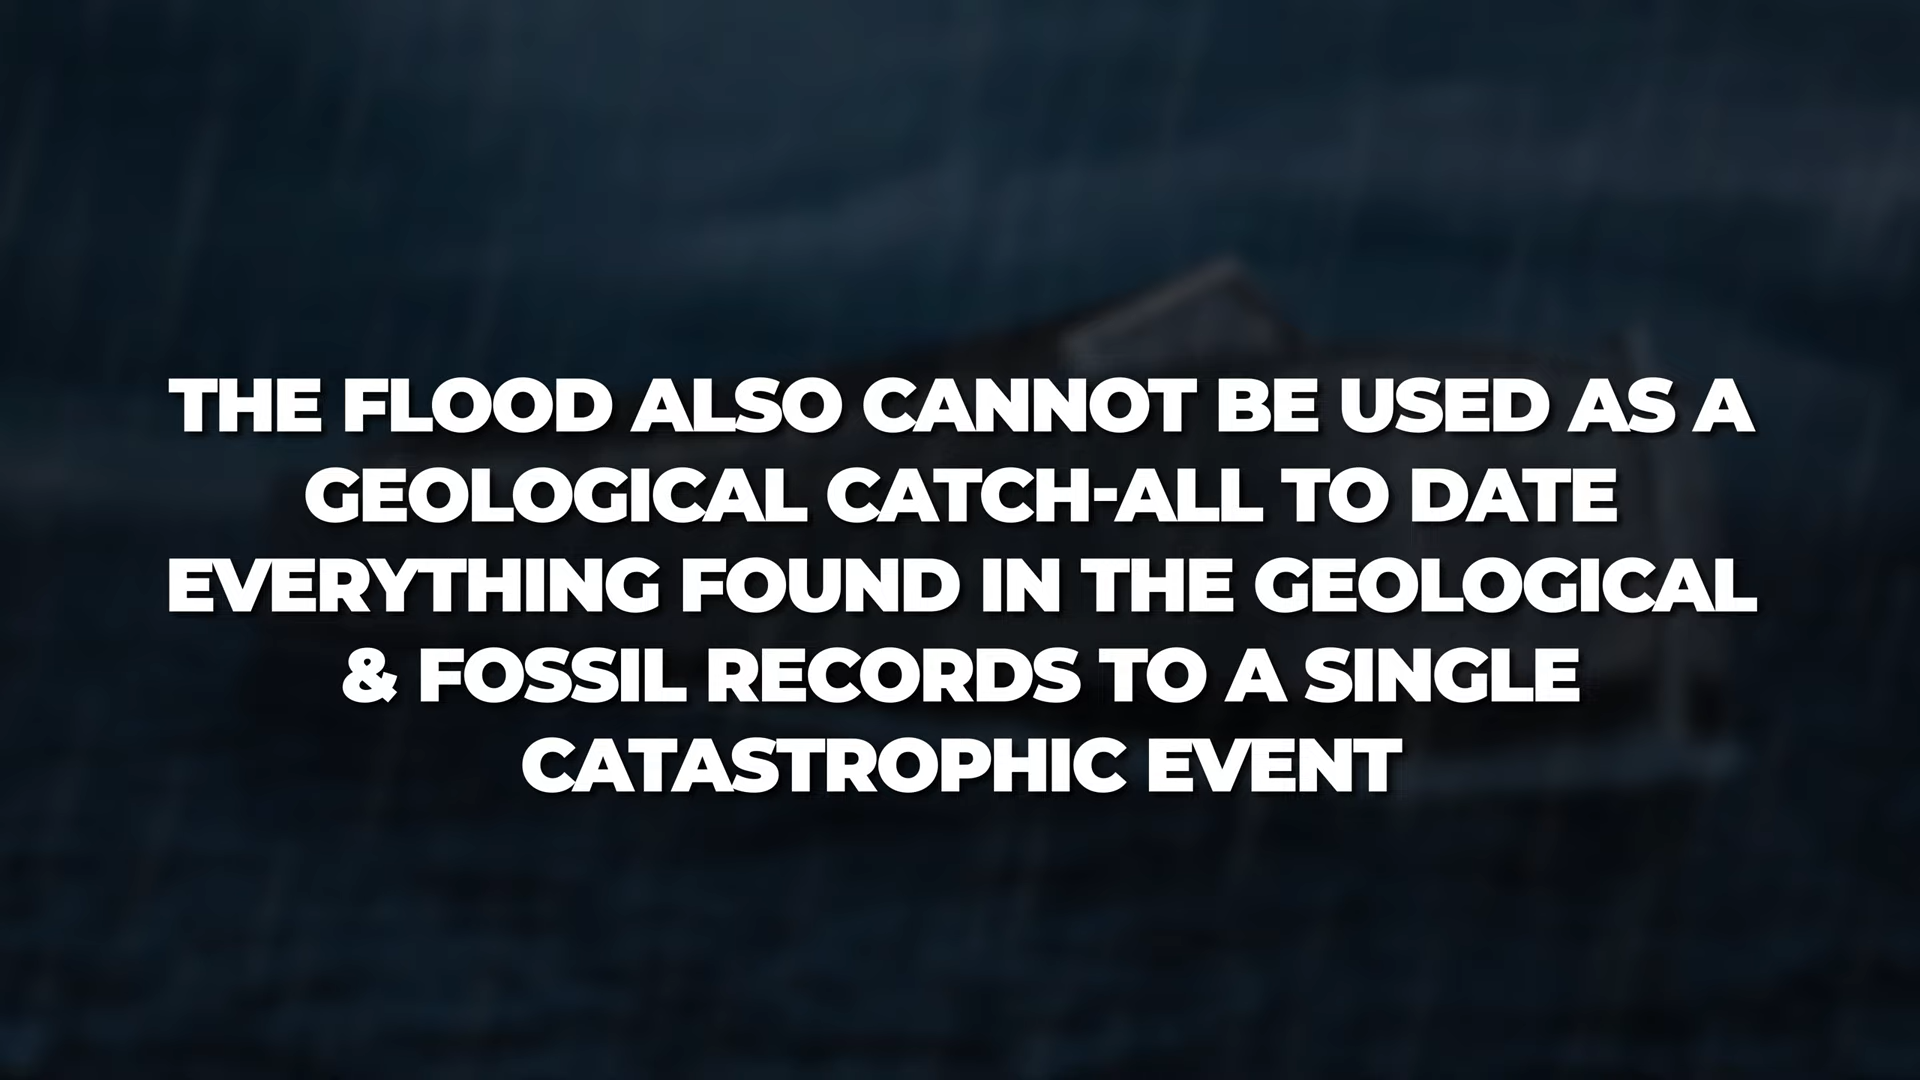 THE FLOOD ALSO CANNOT BE USED AS A
GEOLOGICAL CATCH-ALL TO DATE
EVERYTHING FOUND IN THE GEOLOGICAL
& FOSSIL RECORDS TO A SINGLE
CATASTROPHIC EVENT